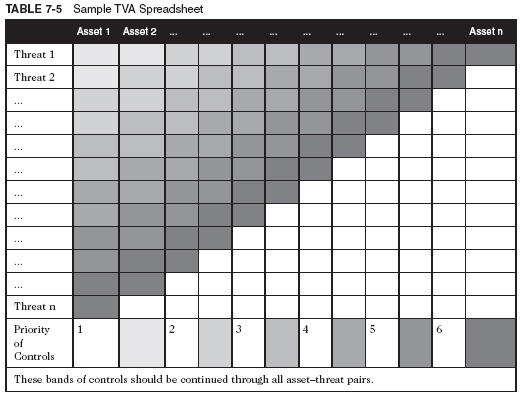 TABLE 7-5 Sample TVA Spreadsheet
Asset 1 Asset 2 ... ... ... ... ... ... ... ... ... Asset n
Threat 1
Threat 2
...
...
...
...
...
...
...
...
...
Threat n
Priority of Controls 1 2 3 4 5 6
These bands of controls should be continued through all asset–threat pairs.